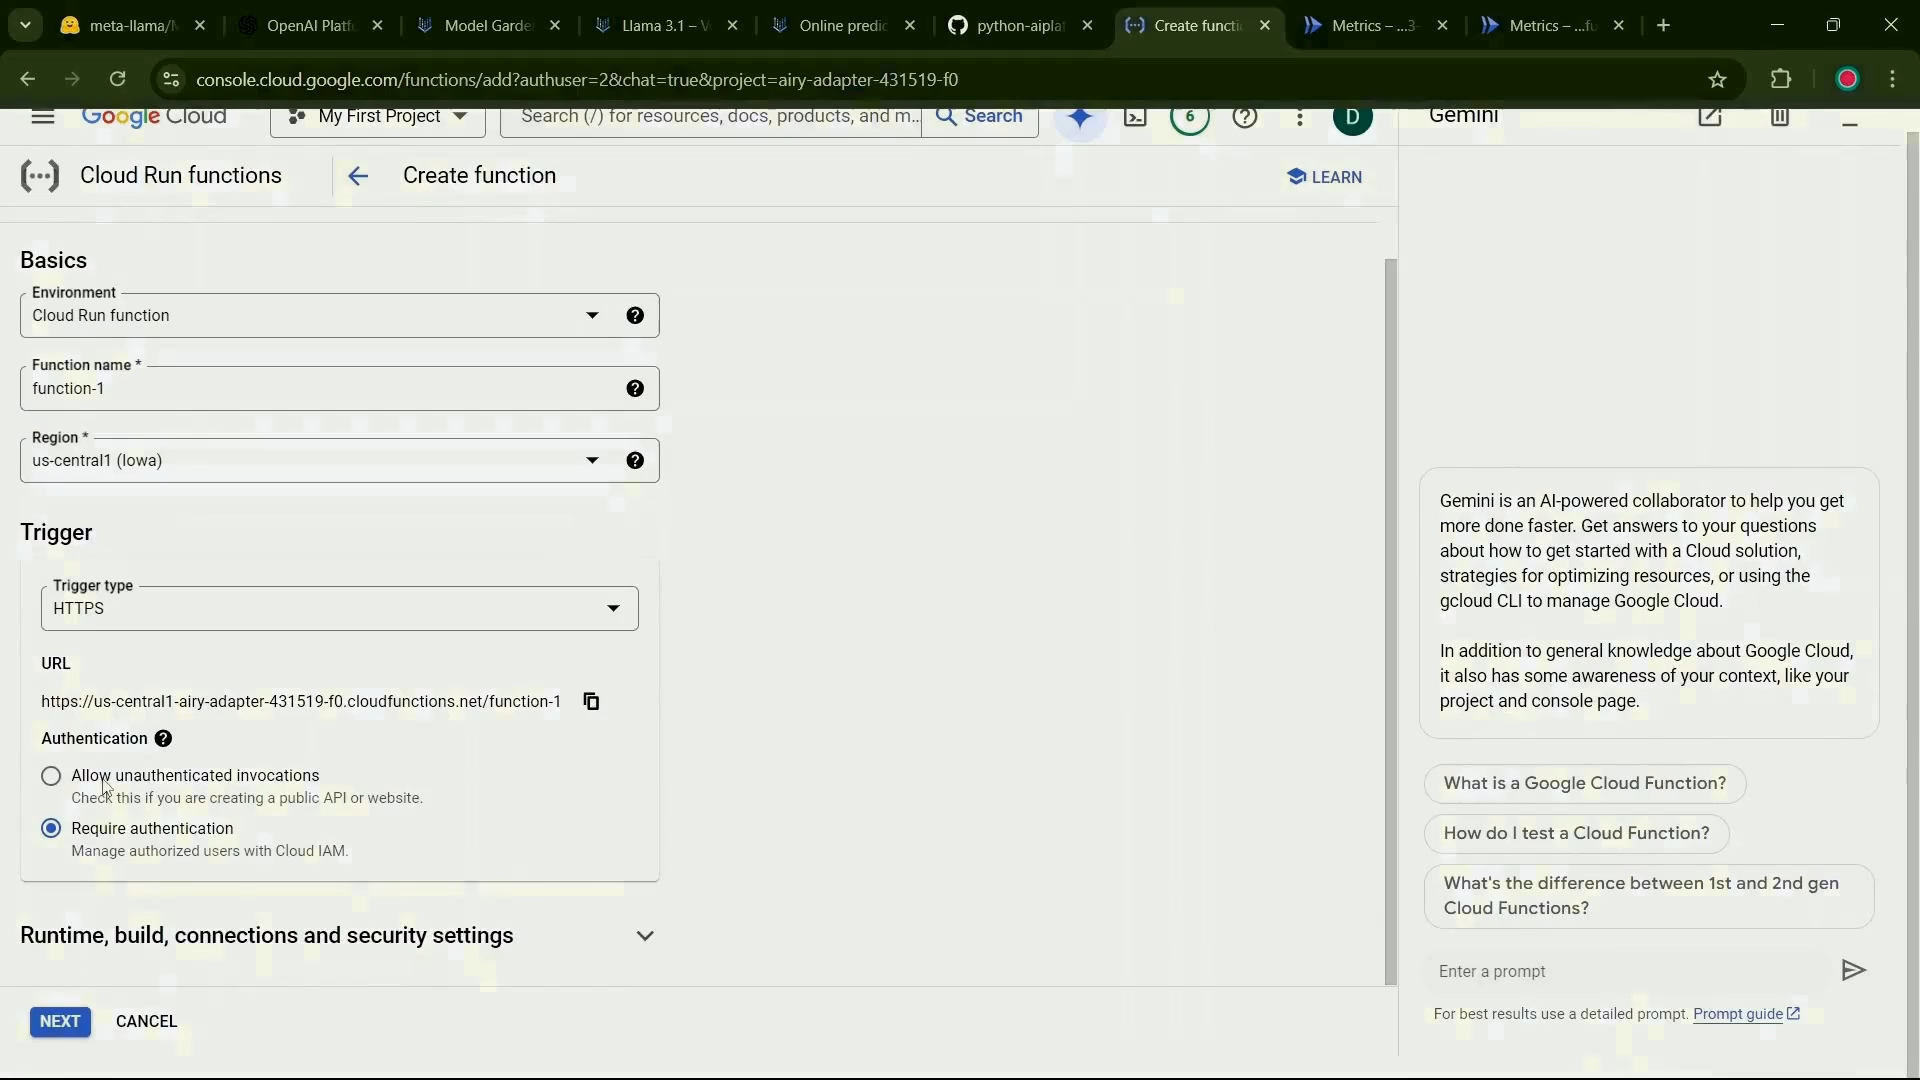 meta-llama/
OpenAI Platf
Model Garde
Llama 3.1 – V
Online predic
python-aiplat
Create functi
Metrics – ...3-
Metrics – ...fu
console.cloud.google.com/functions/add?authuser=2&chat=true&project=airy-adapter-431519-f0
Google Cloud
My First Project
Search (/) for resources, docs, products, and m...
Search
6
D
Gemini
Cloud Run functions
Create function
LEARN
Basics
Environment
Cloud Run function
Function name *
function-1
Region *
us-central1 (Iowa)
Trigger
Trigger type
HTTPS
URL
https://us-central1-airy-adapter-431519-f0.cloudfunctions.net/function-1
Authentication
Allow unauthenticated invocations
Check this if you are creating a public API or website.
Require authentication
Manage authorized users with Cloud IAM.
Runtime, build, connections and security settings
NEXT
CANCEL
Gemini is an AI-powered collaborator to help you get
more done faster. Get answers to your questions
about how to get started with a Cloud solution,
strategies for optimizing resources, or using the
gcloud CLI to manage Google Cloud.
In addition to general knowledge about Google Cloud,
it also has some awareness of your context, like your
project and console page.
What is a Google Cloud Function?
How do I test a Cloud Function?
What's the difference between 1st and 2nd gen
Cloud Functions?
Enter a prompt
For best results use a detailed prompt. Prompt guide